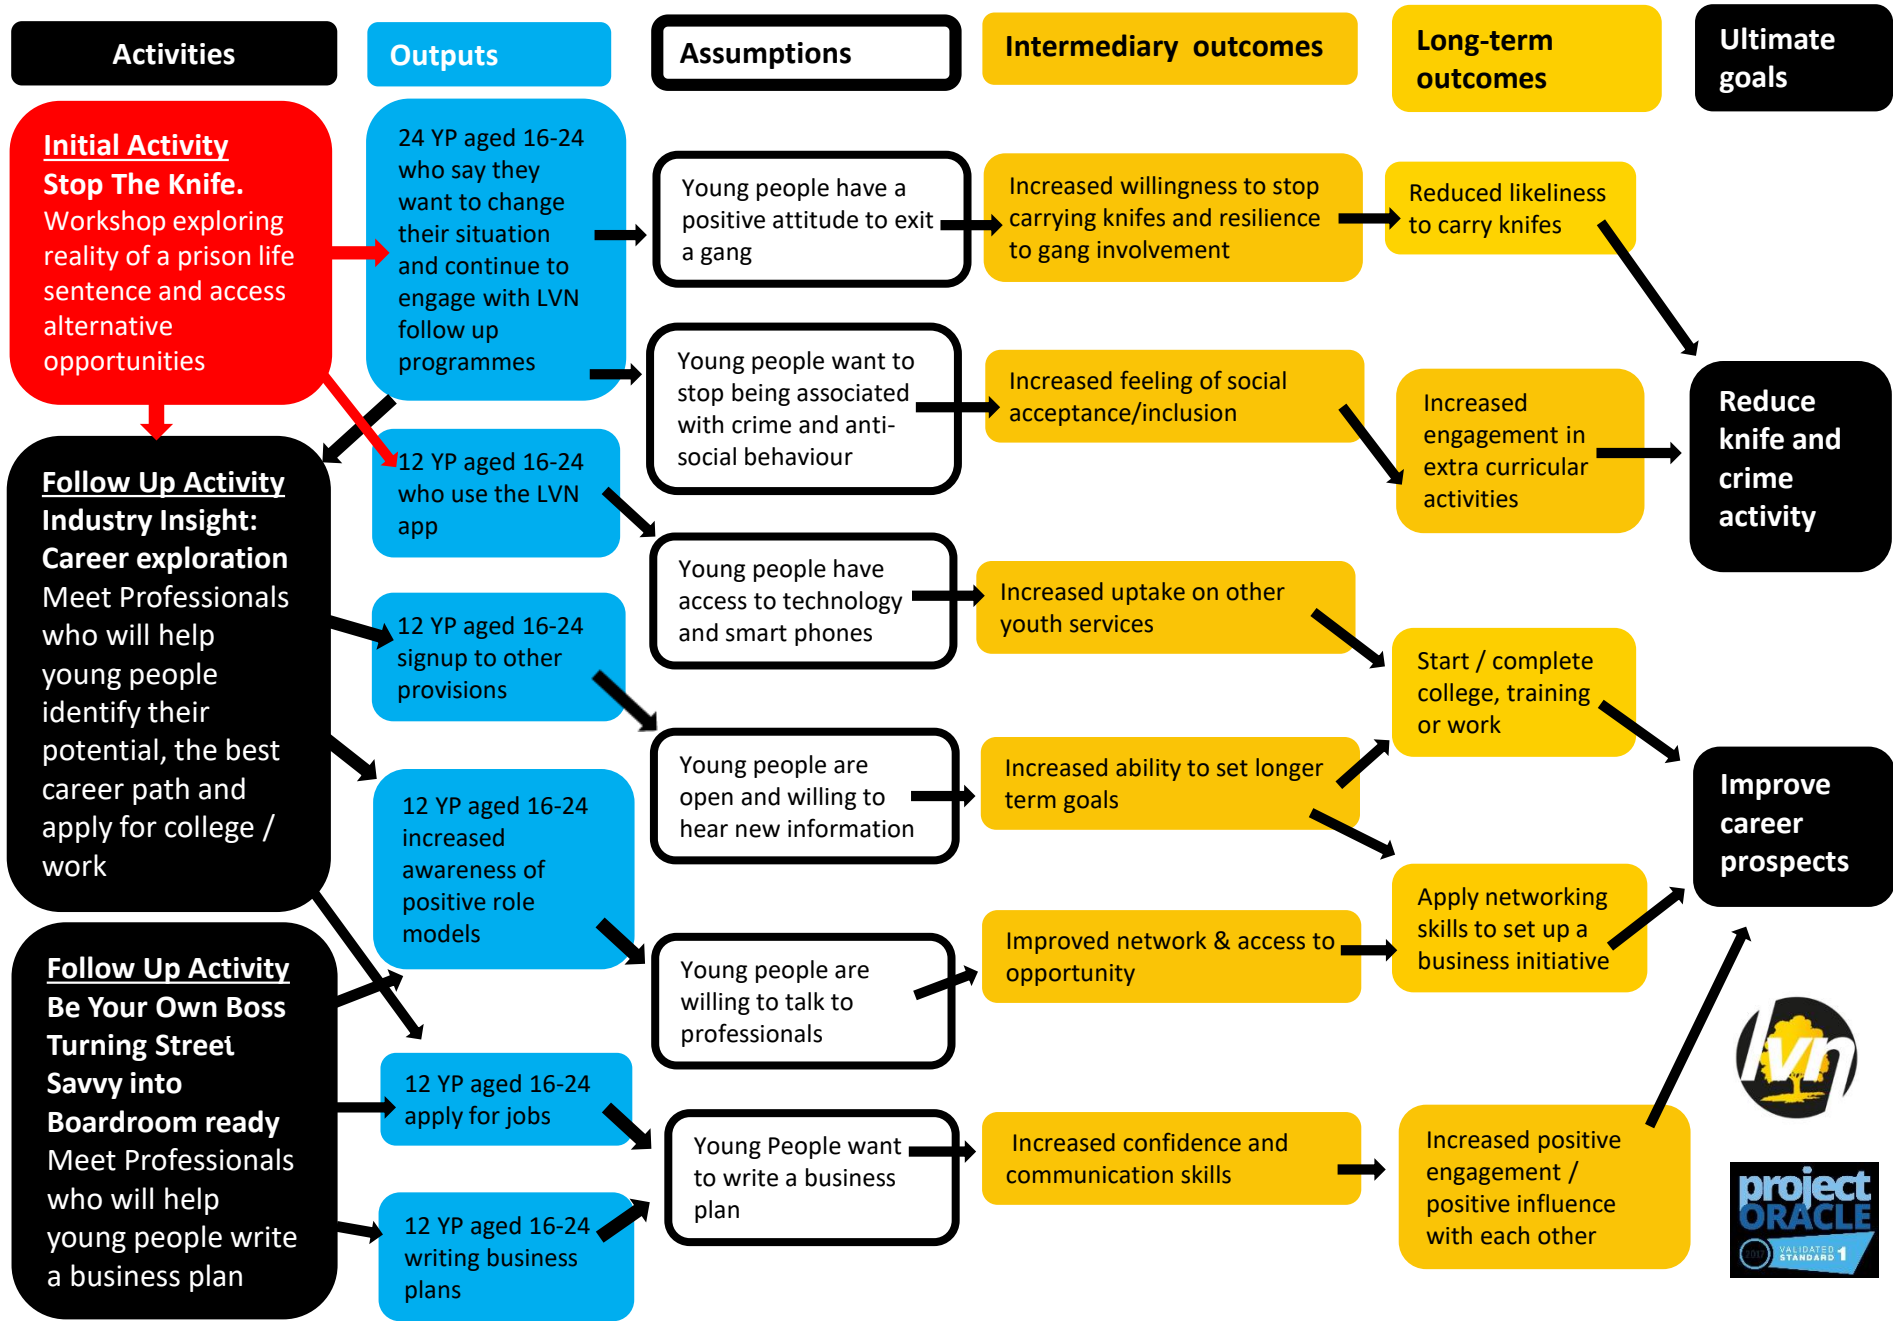 Activities
Outputs
Assumptions
Intermediary outcomes
Long-term
outcomes
Ultimate
goals
Initial Activity
Stop The Knife.
Workshop exploring
reality of a prison life
sentence and access
alternative
opportunities
Follow Up Activity
Industry Insight:
Career exploration
Meet Professionals
who will help
young people
identify their
potential, the best
career path and
apply for college /
work
Follow Up Activity
Be Your Own Boss
Turning Street
Savvy into
Boardroom ready
Meet Professionals
who will help
young people write
a business plan
24 YP aged 16-24
who say they
want to change
their situation
and continue to
engage with LVN
follow up
programmes
12 YP aged 16-24
who use the LVN
app
12 YP aged 16-24
signup to other
provisions
12 YP aged 16-24
increased
awareness of
positive role
models
12 YP aged 16-24
apply for jobs
12 YP aged 16-24
writing business
plans
Young people have a
positive attitude to exit
a gang
Young people want to
stop being associated
with crime and anti-
social behaviour
Young people have
access to technology
and smart phones
Young people are
open and willing to
hear new information
Young people are
willing to talk to
professionals
Young People want
to write a business
plan
Increased willingness to stop
carrying knifes and resilience
to gang involvement
Increased feeling of social
acceptance/inclusion
Increased uptake on other
youth services
Increased ability to set longer
term goals
Improved network & access to
opportunity
Increased confidence and
communication skills
Reduced likeliness
to carry knifes
Increased
engagement in
extra curricular
activities
Start / complete
college, training
or work
Apply networking
skills to set up a
business initiative
Increased positive
engagement /
positive influence
with each other
Reduce
knife and
crime
activity
Improve
career
prospects
lvn
project
ORACLE
2017
VALIDATED
STANDARD 1